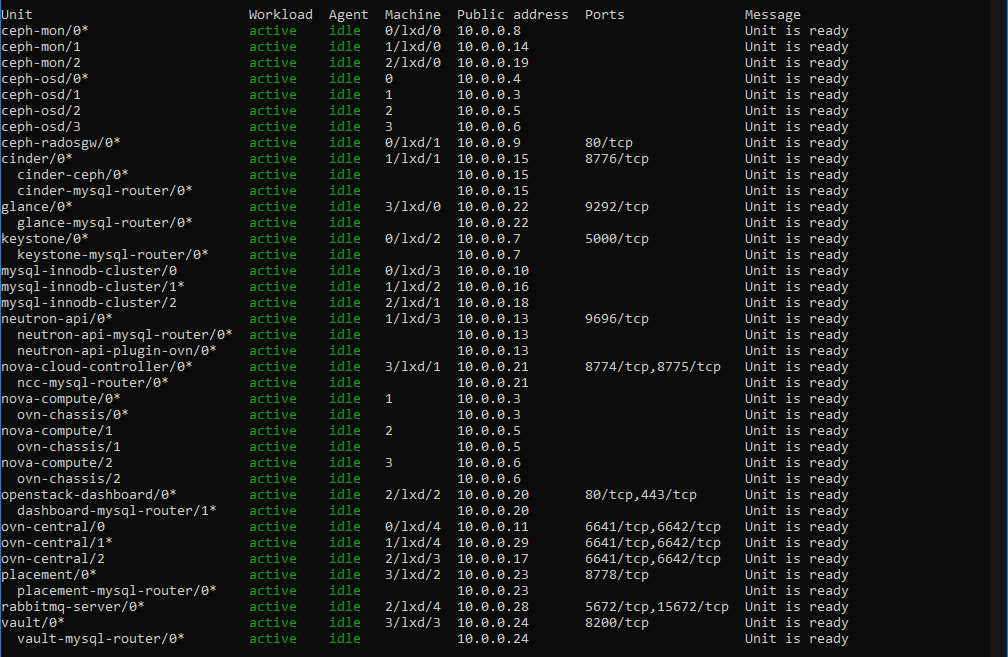 Unit Workload Agent Machine Public address Ports Message
ceph-mon/0* active idle 0/lxd/0 10.0.0.8 Unit is ready
ceph-mon/1 active idle 1/lxd/0 10.0.0.14 Unit is ready
ceph-mon/2 active idle 2/lxd/0 10.0.0.19 Unit is ready
ceph-osd/0* active idle 0 10.0.0.4 Unit is ready
ceph-osd/1 active idle 1 10.0.0.3 Unit is ready
ceph-osd/2 active idle 2 10.0.0.5 Unit is ready
ceph-osd/3 active idle 3 10.0.0.6 Unit is ready
ceph-radosgw/0* active idle 0/lxd/1 10.0.0.9 80/tcp Unit is ready
cinder/0* active idle 1/lxd/1 10.0.0.15 8776/tcp Unit is ready
cinder-ceph/0* active idle 10.0.0.15 Unit is ready
cinder-mysql-router/0* active idle 10.0.0.15 Unit is ready
glance/0* active idle 3/lxd/0 10.0.0.22 9292/tcp Unit is ready
glance-mysql-router/0* active idle 10.0.0.22 Unit is ready
keystone/0* active idle 0/lxd/2 10.0.0.7 5000/tcp Unit is ready
keystone-mysql-router/0* active idle 10.0.0.7 Unit is ready
mysql-innodb-cluster/0 active idle 0/lxd/3 10.0.0.10 Unit is ready
mysql-innodb-cluster/1* active idle 1/lxd/2 10.0.0.16 Unit is ready
mysql-innodb-cluster/2 active idle 2/lxd/1 10.0.0.18 Unit is ready
neutron-api/0* active idle 1/lxd/3 10.0.0.13 9696/tcp Unit is ready
neutron-api-mysql-router/0* active idle 10.0.0.13 Unit is ready
neutron-api-plugin-ovn/0* active idle 10.0.0.13 Unit is ready
nova-cloud-controller/0* active idle 3/lxd/1 10.0.0.21 8774/tcp,8775/tcp Unit is ready
ncc-mysql-router/0* active idle 10.0.0.21 Unit is ready
nova-compute/0* active idle 1 10.0.0.3 Unit is ready
ovn-chassis/0* active idle 10.0.0.3 Unit is ready
nova-compute/1 active idle 2 10.0.0.5 Unit is ready
ovn-chassis/1 active idle 10.0.0.5 Unit is ready
nova-compute/2 active idle 3 10.0.0.6 Unit is ready
ovn-chassis/2 active idle 10.0.0.6 Unit is ready
openstack-dashboard/0* active idle 2/lxd/2 10.0.0.20 80/tcp,443/tcp Unit is ready
dashboard-mysql-router/1* active idle 10.0.0.20 Unit is ready
ovn-central/0 active idle 0/lxd/4 10.0.0.11 6641/tcp,6642/tcp Unit is ready
ovn-central/1* active idle 1/lxd/4 10.0.0.29 6641/tcp,6642/tcp Unit is ready
ovn-central/2 active idle 2/lxd/3 10.0.0.17 6641/tcp,6642/tcp Unit is ready
placement/0* active idle 3/lxd/2 10.0.0.23 8778/tcp Unit is ready
placement-mysql-router/0* active idle 10.0.0.23 Unit is ready
rabbitmq-server/0* active idle 2/lxd/4 10.0.0.28 5672/tcp,15672/tcp Unit is ready
vault/0* active idle 3/lxd/3 10.0.0.24 8200/tcp Unit is ready
vault-mysql-router/0* active idle 10.0.0.24 Unit is ready